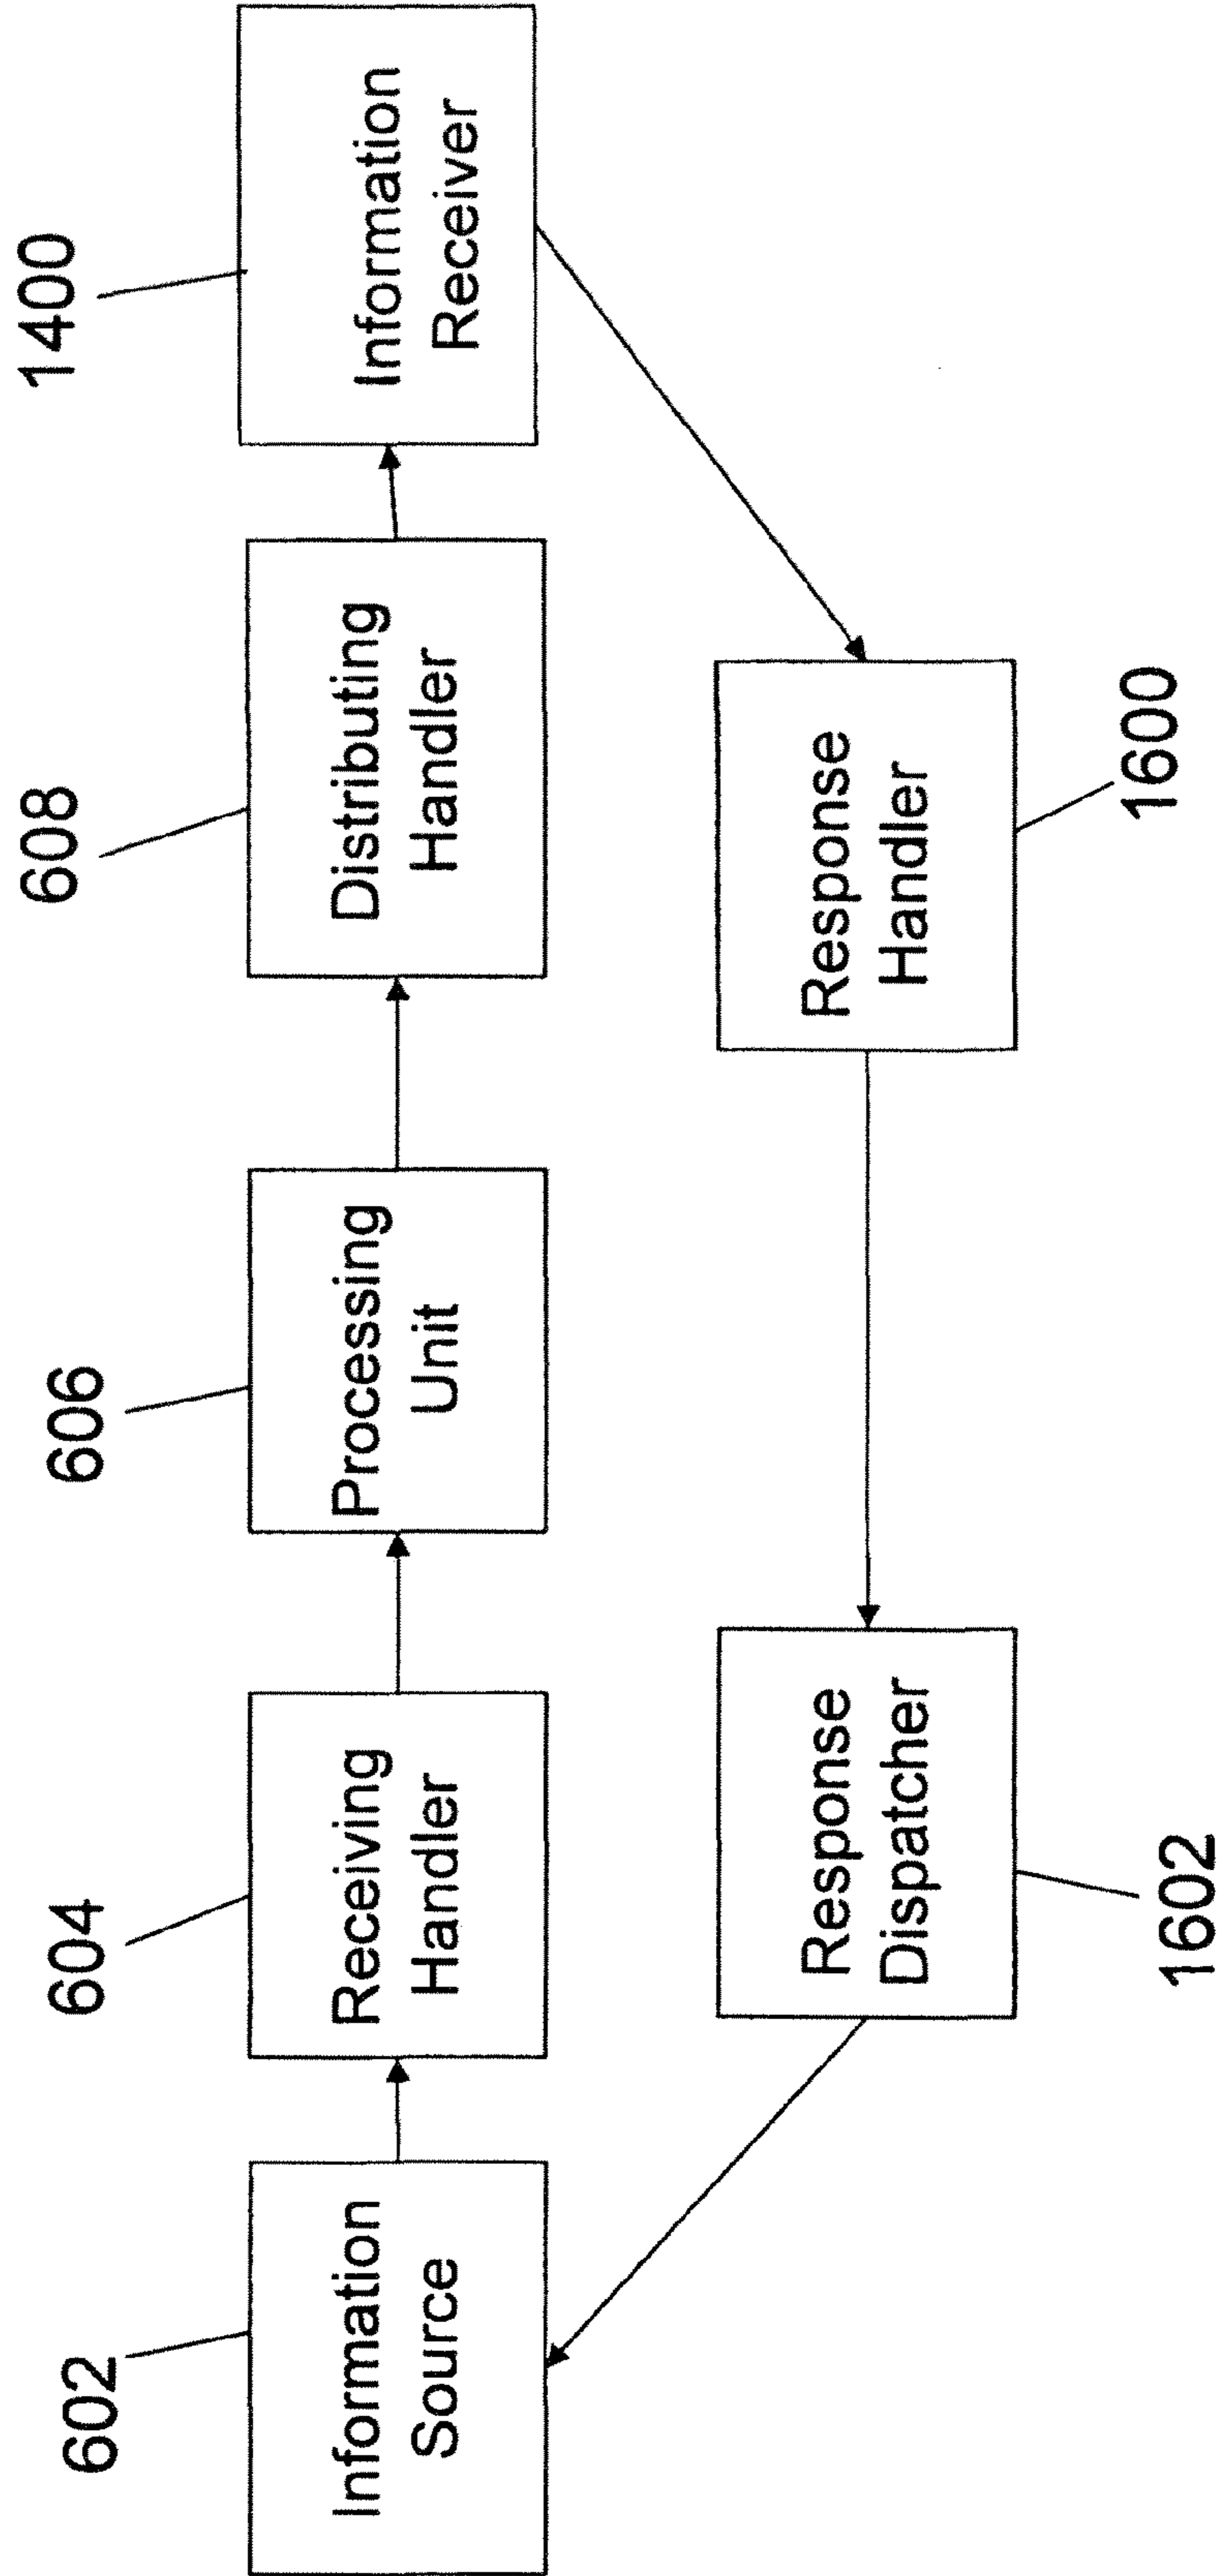 602
604
606
608
1400
Information
Source
Receiving
Handler
Processing
Unit
Distributing
Handler
Information
Receiver
Response
Dispatcher
Response
Handler
1602
1600